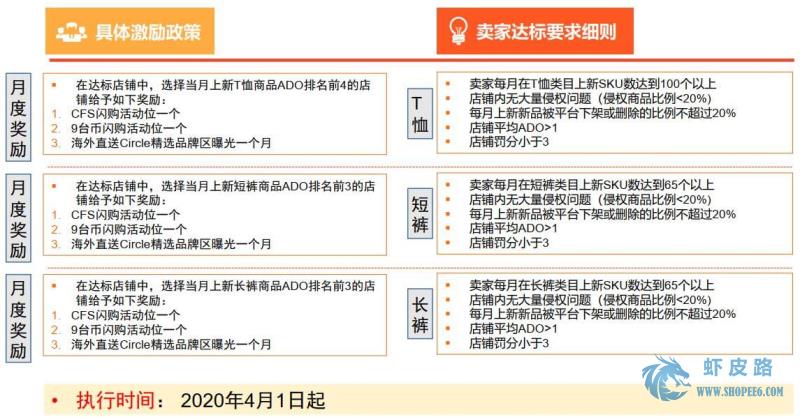 具体激励政策
卖家达标要求细则
月度奖励
在达标店铺中，选择当月上新T恤商品ADO排名前4的店
铺给予如下奖励：
1. CFS闪购活动位一个
2. 9台币闪购活动位一个
3. 海外直送Circle精选品牌区曝光一个月
T恤
卖家每月在T恤类目上新SKU数达到100个以上
店铺内无大量侵权问题（侵权商品比例<20%）
每月上新新品被平台下架或删除的比例不超过20%
店铺平均ADO>1
店铺罚分小于3
月度奖励
在达标店铺中，选择当月上新短裤商品ADO排名前3的店
铺给予如下奖励：
1. CFS闪购活动位一个
2. 9台币闪购活动位一个
3. 海外直送Circle精选品牌区曝光一个月
短裤
卖家每月在短裤类目上新SKU数达到65个以上
店铺内无大量侵权问题（侵权商品比例<20%）
每月上新新品被平台下架或删除的比例不超过20%
店铺平均ADO>1
店铺罚分小于3
月度奖励
在达标店铺中，选择当月上新长裤商品ADO排名前3的店
铺给予如下奖励：
1. CFS闪购活动位一个
2. 9台币闪购活动位一个
3. 海外直送Circle精选品牌区曝光一个月
长裤
卖家每月在长裤类目上新SKU数达到65个以上
店铺内无大量侵权问题（侵权商品比例<20%）
每月上新新品被平台下架或删除的比例不超过20%
店铺平均ADO>1
店铺罚分小于3
执行时间： 2020年4月1日起
虾皮路
WWW.SHOPEE6.COM